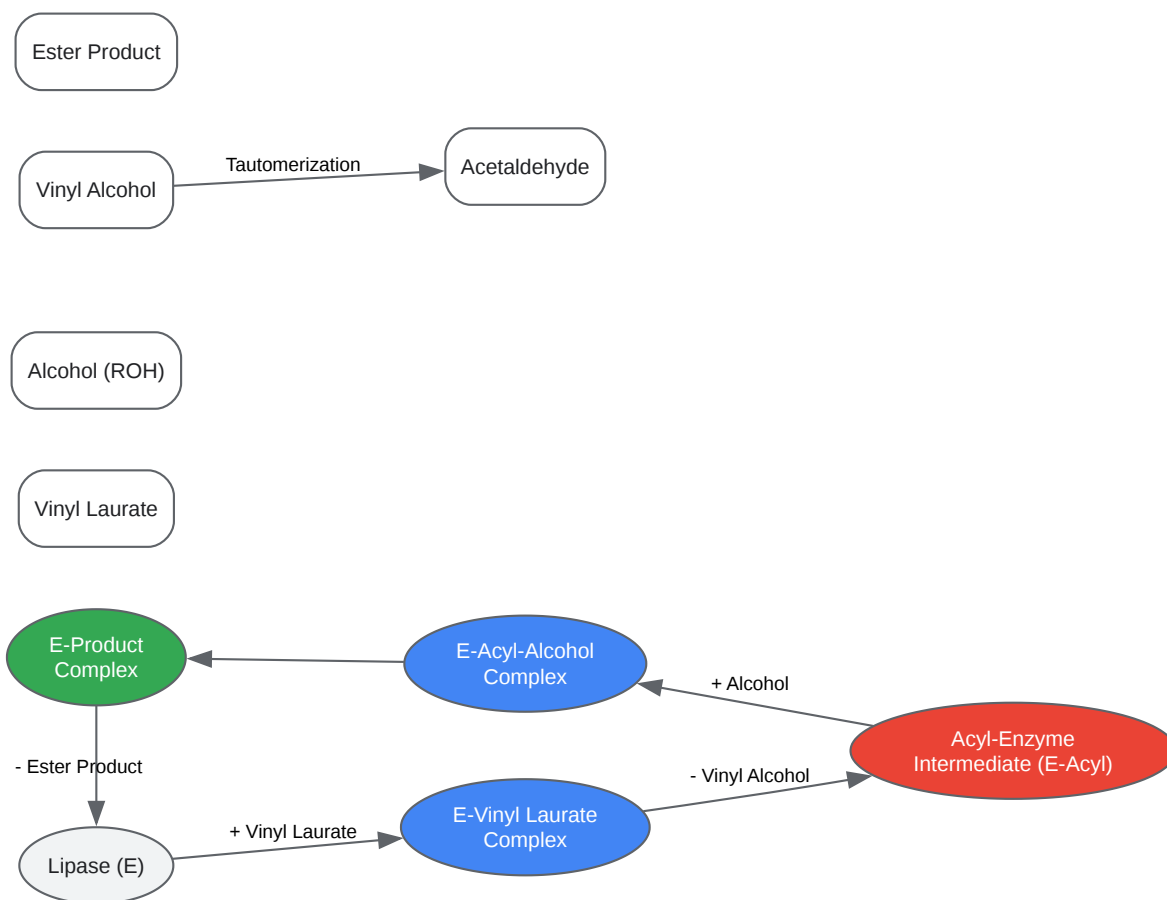 Ester Product
Vinyl Alcohol
Tautomerization
Acetaldehyde
Alcohol (ROH)
Vinyl Laurate
E-Product
Complex
E-Acyl-Alcohol
Complex
+ Alcohol
Acyl-Enzyme
Intermediate (E-Acyl)
- Ester Product
- Vinyl Alcohol
E-Vinyl Laurate
Complex
+ Vinyl Laurate
Lipase (E)